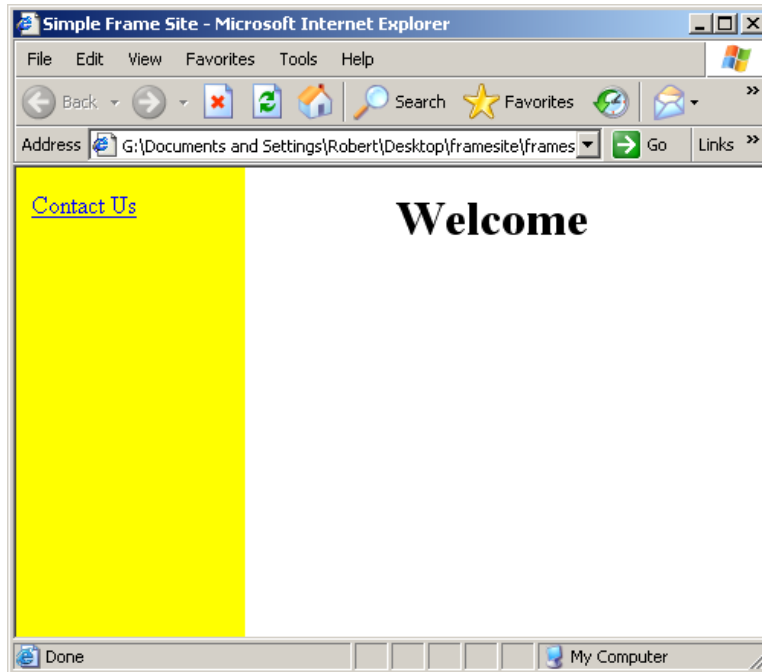 Simple Frame Site - Microsoft Internet Explorer
File Edit View Favorites Tools Help
Back Search Favorites »
Address G:\Documents and Settings\Robert\Desktop\framesite\frames Go Links »
Contact Us
Welcome
Done My Computer